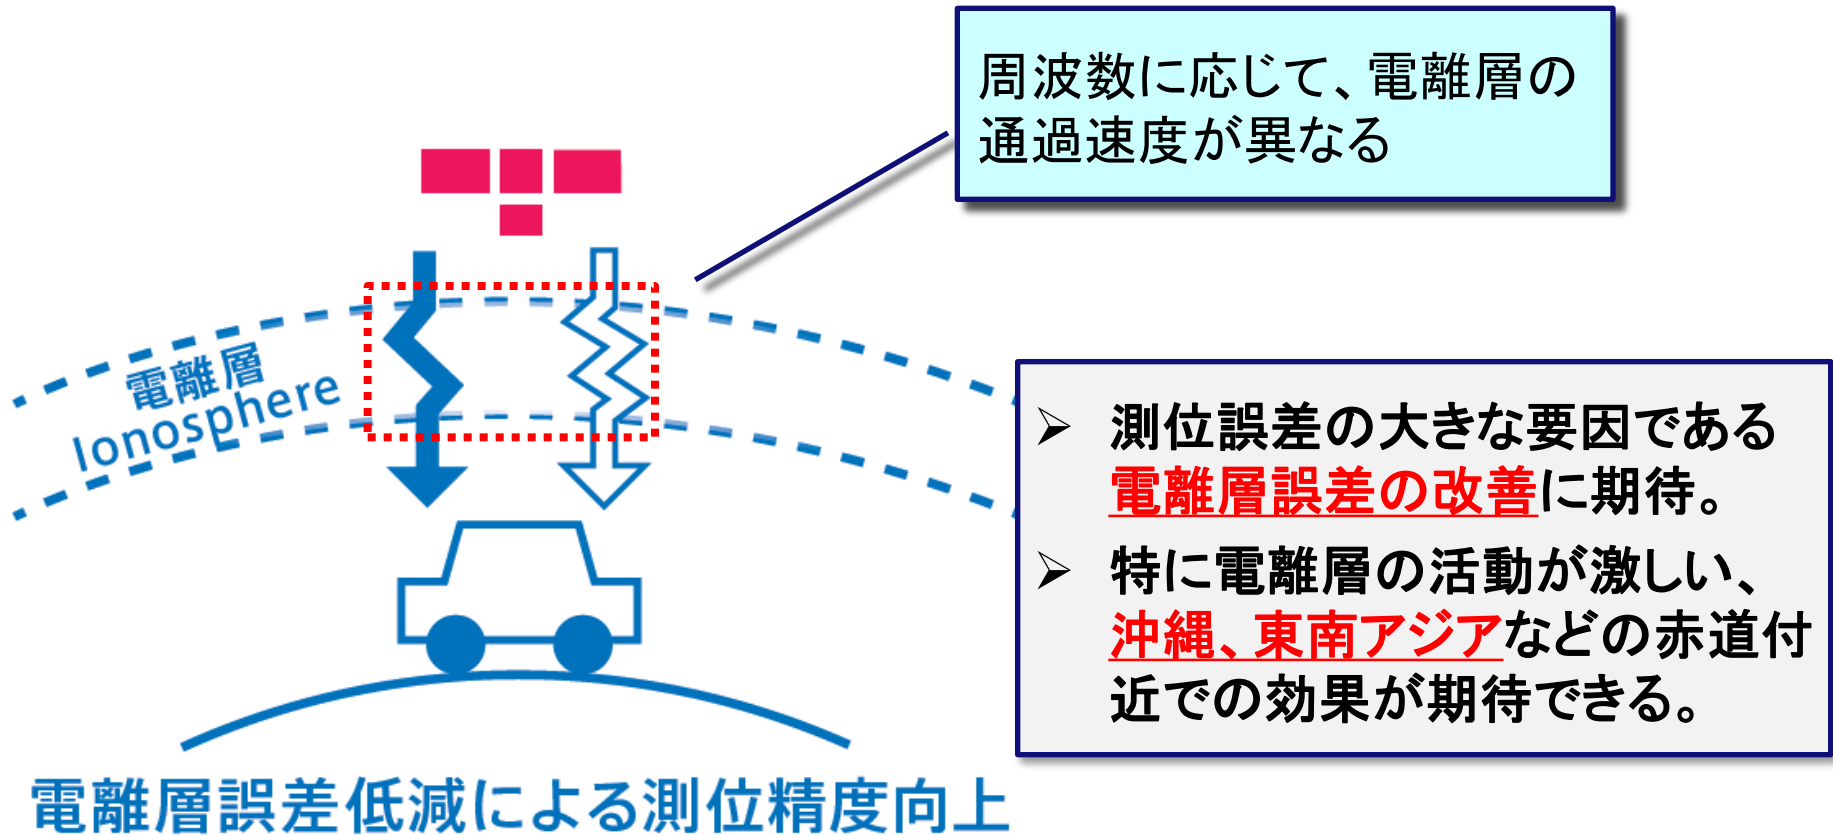 周波数に応じて、電離層の
通過速度が異なる
電離層
Ionosphere
➢ 測位誤差の大きな要因である
電離層誤差の改善に期待。
➢ 特に電離層の活動が激しい、
沖縄、東南アジアなどの赤道付
近での効果が期待できる。
電離層誤差低減による測位精度向上